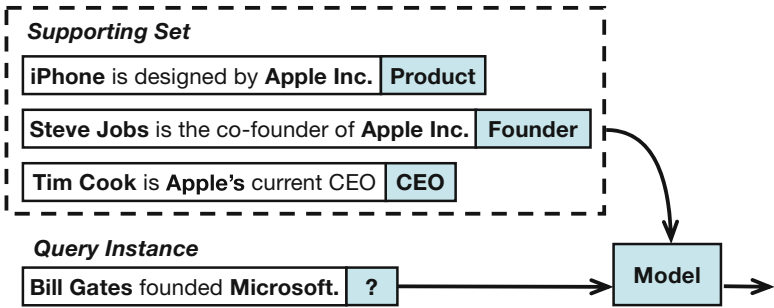 Supporting Set
iPhone is designed by Apple Inc. Product
Steve Jobs is the co-founder of Apple Inc. Founder
Tim Cook is Apple's current CEO CEO
Query Instance
Bill Gates founded Microsoft. ?
Model